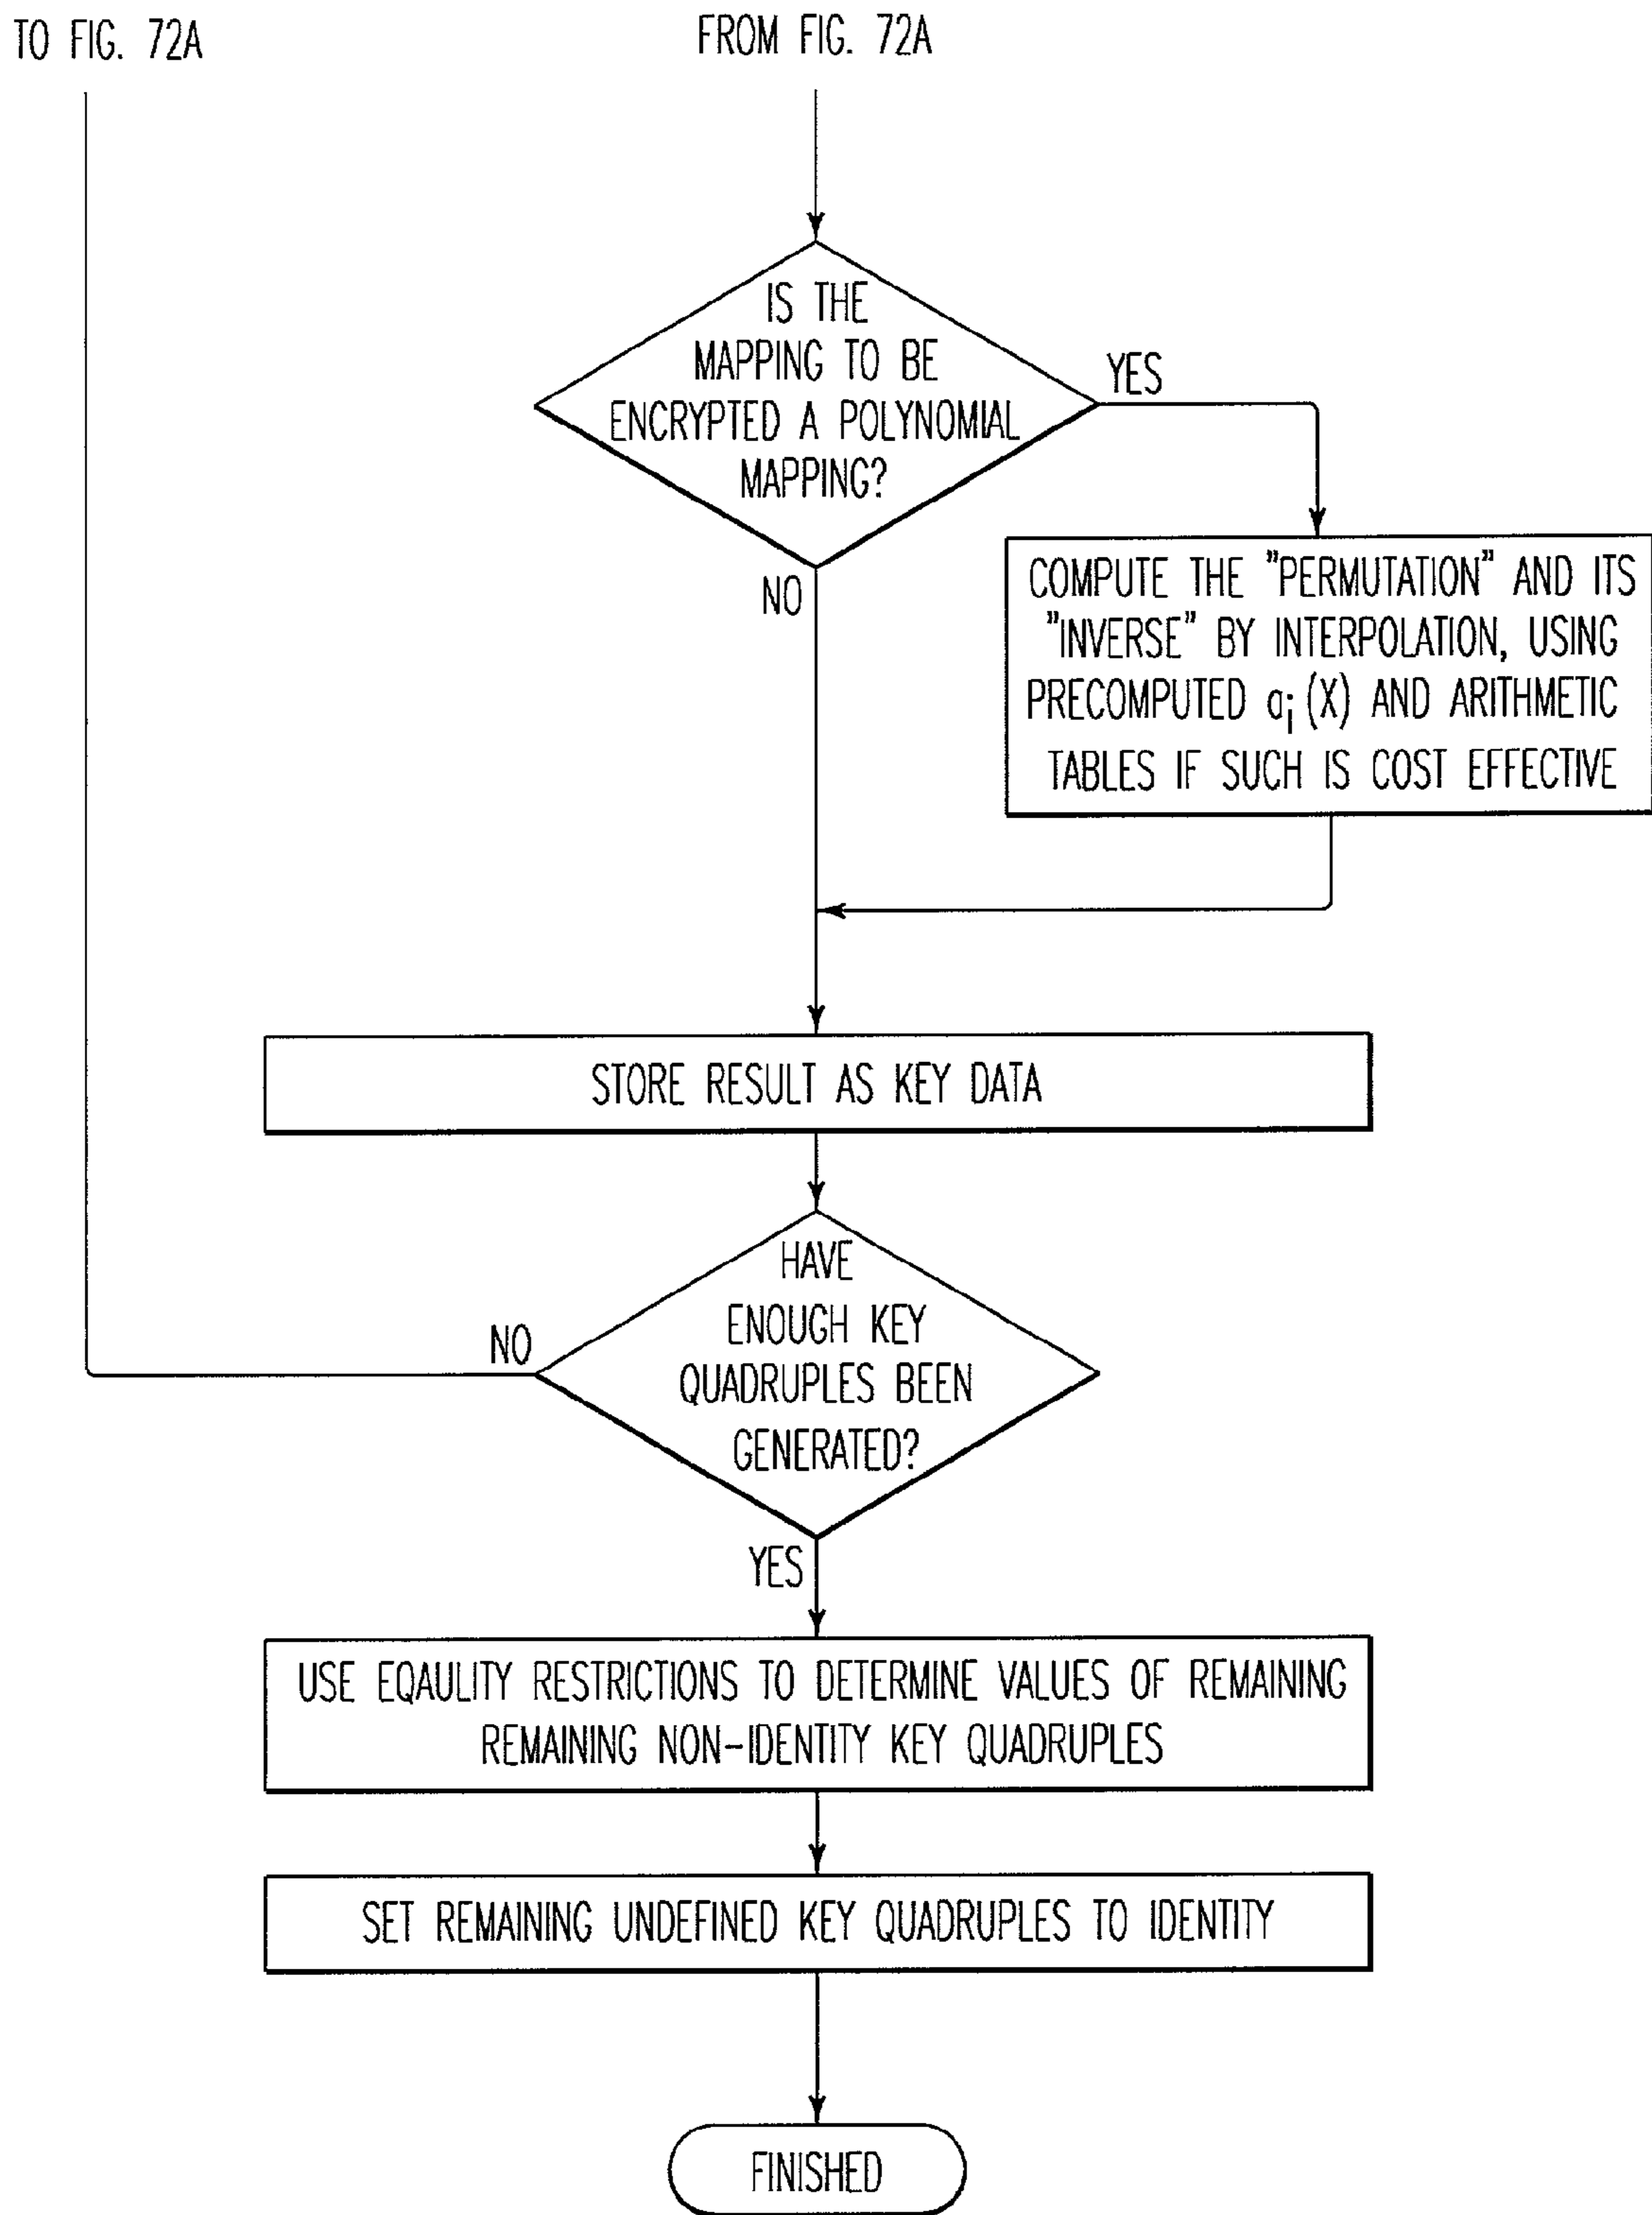 TO FIG. 72A
FROM FIG. 72A
IS THE
MAPPING TO BE
ENCRYPTED A POLYNOMIAL
MAPPING?
YES
NO
COMPUTE THE "PERMUTATION" AND ITS
"INVERSE" BY INTERPOLATION, USING
PRECOMPUTED ai (X) AND ARITHMETIC
TABLES IF SUCH IS COST EFFECTIVE
STORE RESULT AS KEY DATA
HAVE
ENOUGH KEY
QUADRUPLES BEEN
GENERATED?
NO
YES
USE EQAULITY RESTRICTIONS TO DETERMINE VALUES OF REMAINING
REMAINING NON-IDENTITY KEY QUADRUPLES
SET REMAINING UNDEFINED KEY QUADRUPLES TO IDENTITY
FINISHED